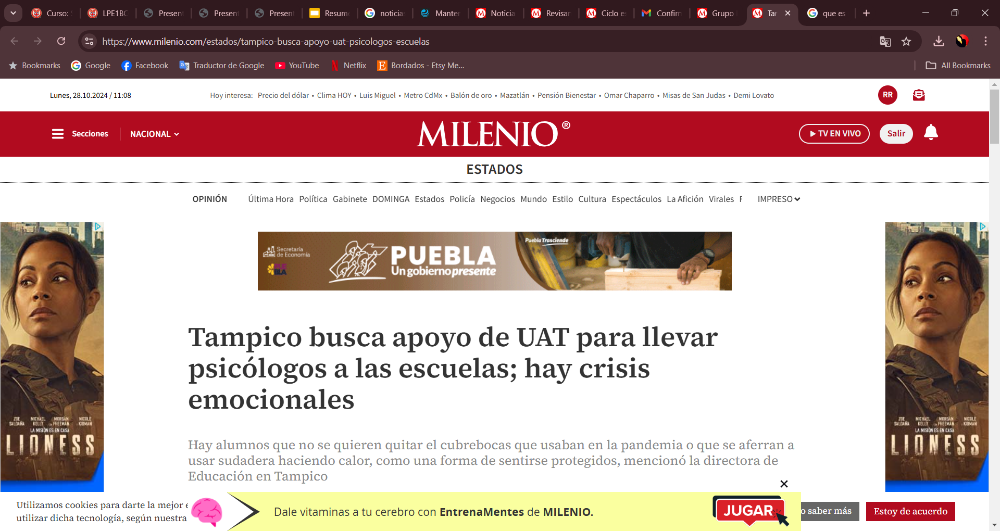 Curso: S
LPE1BC
Present
Present
Present
Resume
noticias
Manten
Noticia
Revisan
Ciclo es
Confirm
Grupo
Tam
que es
https://www.milenio.com/estados/tampico-busca-apoyo-uat-psicologos-escuelas
Bookmarks Google Facebook Traductor de Google YouTube Netflix Bordados - Etsy Me... All Bookmarks
Lunes, 28.10.2024 / 11:08
Hoy interesa: Precio del dólar • Clima HOY • Luis Miguel • Metro CdMx • Balón de oro • Mazatlán • Pensión Bienestar • Omar Chaparro • Misas de San Judas • Demi Lovato
RR
Secciones
NACIONAL
MILENIO®
TV EN VIVO
Salir
ESTADOS
OPINIÓN Última Hora Política Gabinete DOMINGA Estados Policía Negocios Mundo Estilo Cultura Espectáculos La Afición Virales F IMPRESO
Secretaría
de Economía
PUE
BLA
PUEBLA
Un gobierno presente
Puebla Trasciende
Tampico busca apoyo de UAT para llevar
psicólogos a las escuelas; hay crisis
emocionales
Hay alumnos que no se quieren quitar el cubrebocas que usaban en la pandemia o que se aferran a
usar sudadera haciendo calor, como una forma de sentirse protegidos, mencionó la directora de
Educación en Tampico
ZOE SALDAÑA MICHAEL KELLY MORGAN FREEMAN NICOLE KIDMAN
LA MISIÓN ES EN CASA
LIONESS
ZOE SALDAÑA MICHAEL KELLY MORGAN FREEMAN NICOLE KIDMAN
LA MISIÓN ES EN CASA
LIONESS
Utilizamos cookies para darte la mejor e
utilizar dicha tecnología, según nuestra
Dale vitaminas a tu cerebro con EntrenaMentes de MILENIO.
JUGAR
o saber más
Estoy de acuerdo